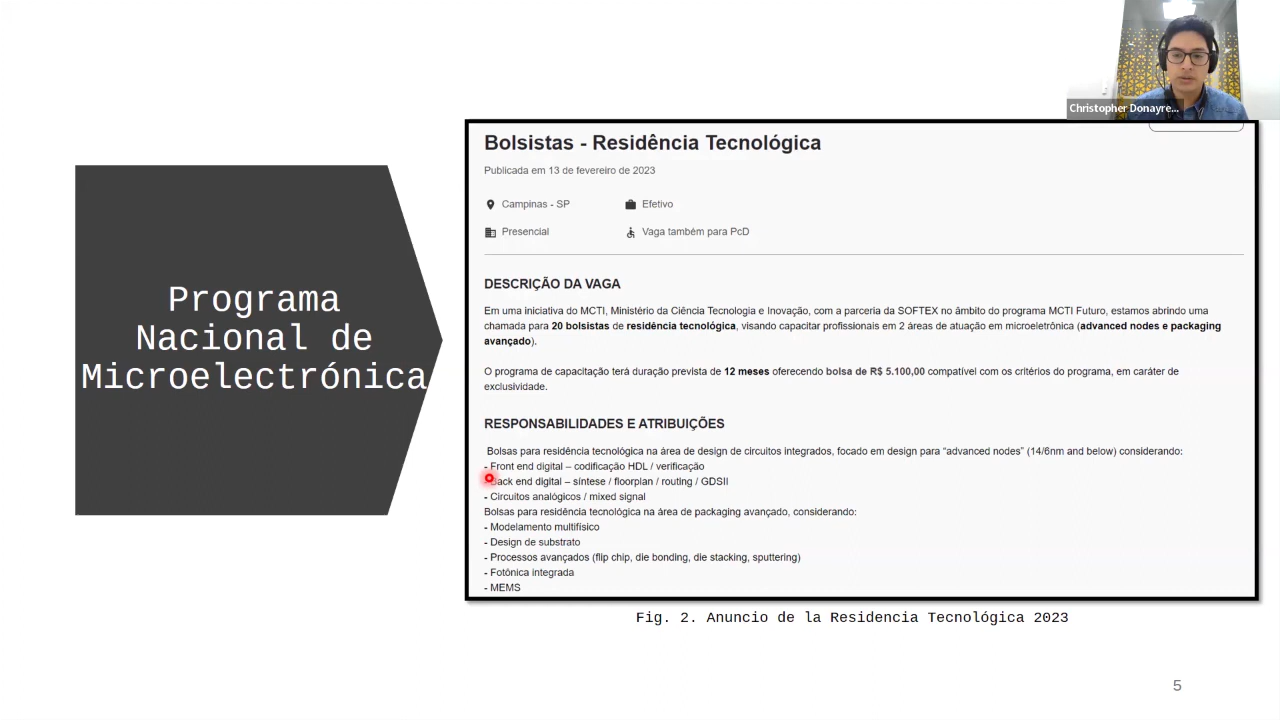 Christopher Donayre...
Programa
Nacional de
Microelectrónica
Bolsistas - Residência Tecnológica
Publicada em 13 de fevereiro de 2023
Campinas - SP
Efetivo
Presencial
Vaga também para PcD
DESCRIÇÃO DA VAGA
Em uma iniciativa do MCTI, Ministério da Ciência Tecnologia e Inovação, com a parceria da SOFTEX no âmbito do programa MCTI Futuro, estamos abrindo uma
chamada para 20 bolsistas de residência tecnológica, visando capacitar profissionais em 2 áreas de atuação em microeletrônica (advanced nodes e packaging
avançado).
O programa de capacitação terá duração prevista de 12 meses oferecendo bolsa de R$ 5.100,00 compatível com os critérios do programa, em caráter de
exclusividade.
RESPONSABILIDADES E ATRIBUIÇÕES
Bolsas para residência tecnológica na área de design de circuitos integrados, focado em design para “advanced nodes” (14/6nm and below) considerando:
- Front end digital – codificação HDL / verificação
Back end digital – síntese / floorplan / routing / GDSII
- Circuitos analógicos / mixed signal
Bolsas para residência tecnológica na área de packaging avançado, considerando:
- Modelamento multifísico
- Design de substrato
- Processos avançados (flip chip, die bonding, die stacking, sputtering)
- Fotônica integrada
- MEMS
Fig. 2. Anuncio de la Residencia Tecnológica 2023
5